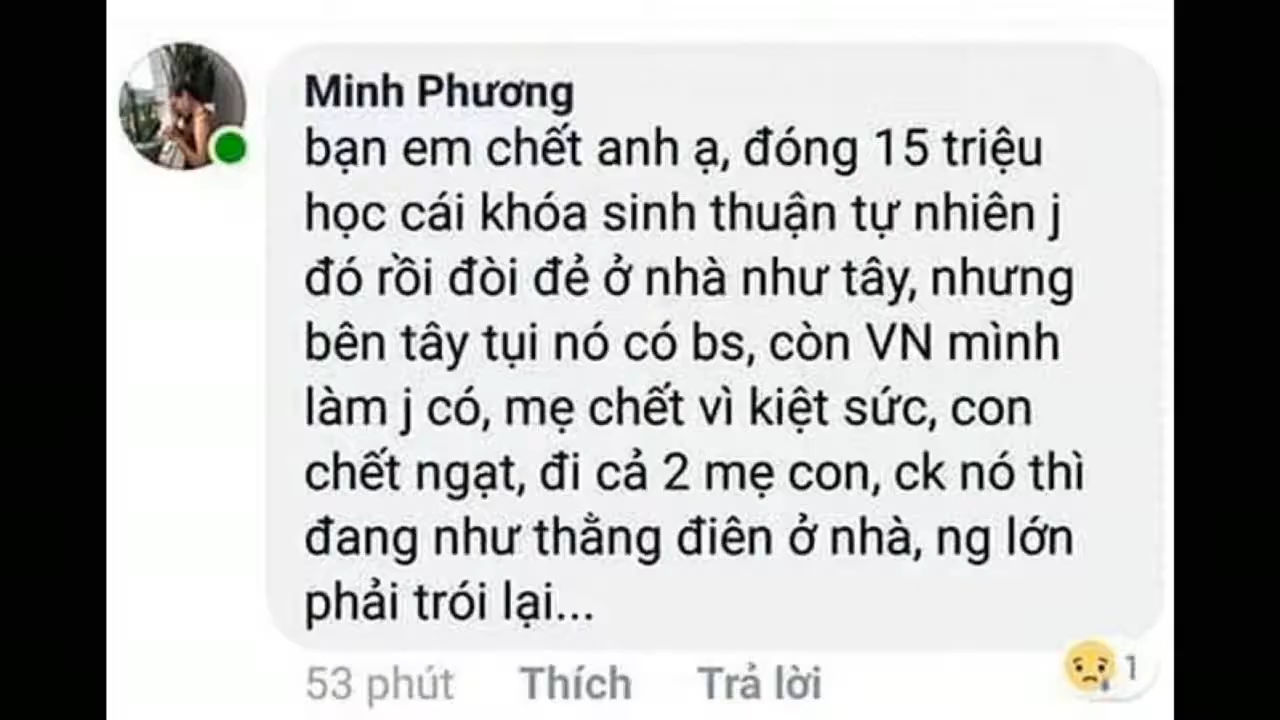 Minh Phương
bạn em chết anh ạ, đóng 15 triệu
học cái khóa sinh thuận tự nhiên j
đó rồi đòi đẻ ở nhà như tây, nhưng
bên tây tụi nó có bs, còn VN mình
làm j có, mẹ chết vì kiệt sức, con
chết ngạt, đi cả 2 mẹ con, ck nó thì
đang như thằng điên ở nhà, ng lớn
phải trói lại...
53 phút Thích Trả lời 1